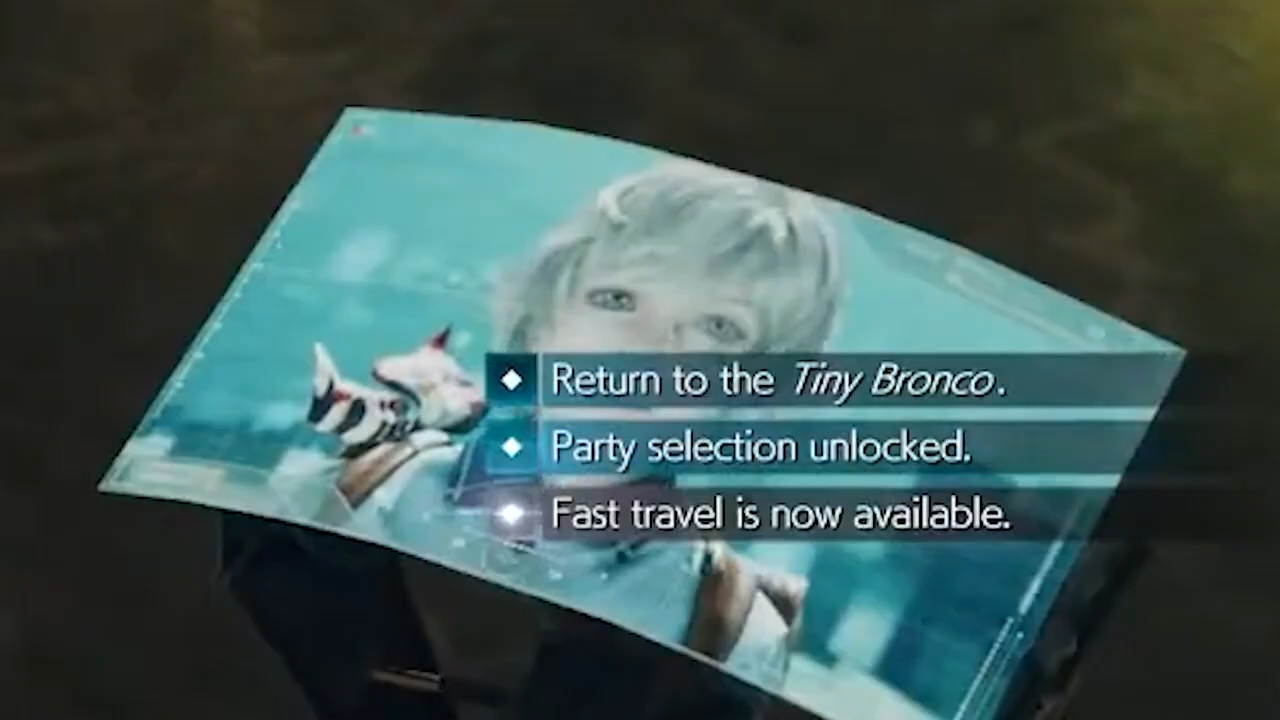 Return to the Tiny Bronco.
Party selection unlocked.
Fast travel is now available.